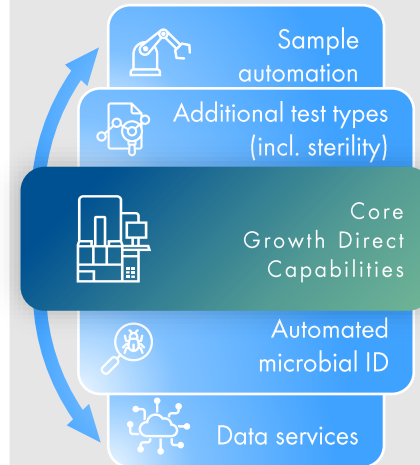 Sample
automation
Additional test types
(incl. sterility)
Core
Growth Direct
Capabilities
Automated
microbial ID
Data services